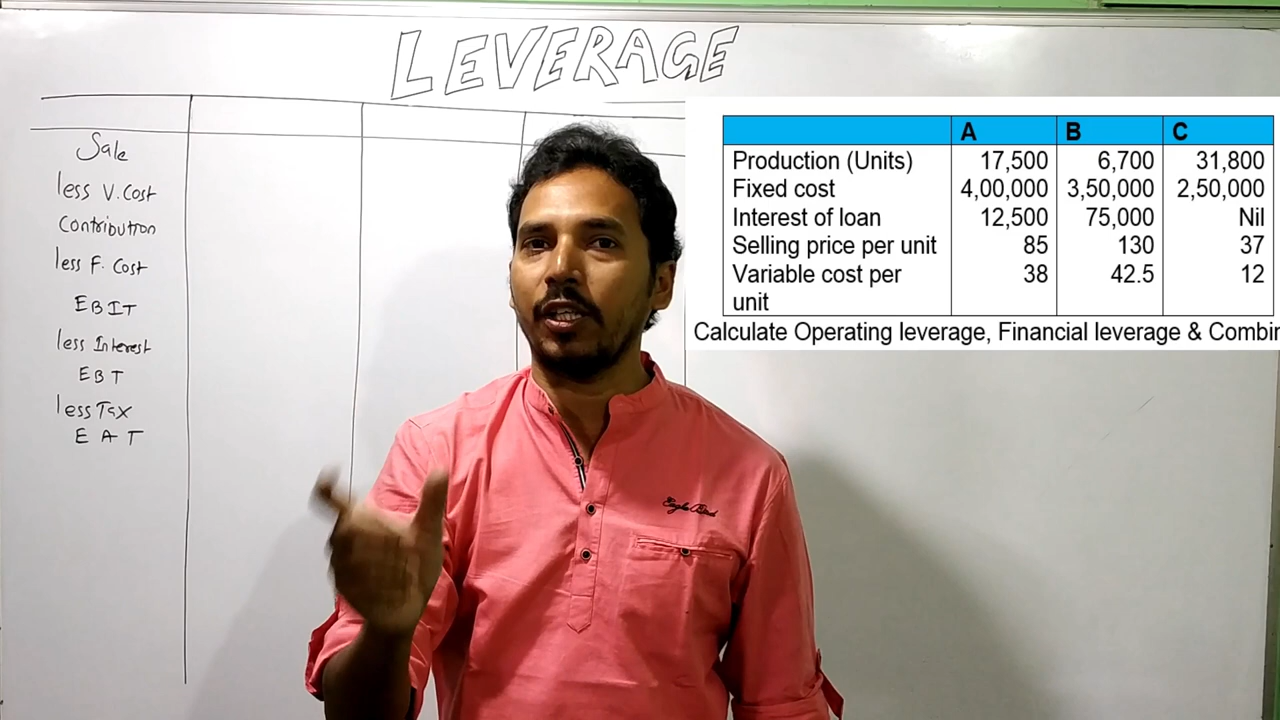 LEVERAGE
Sale
less V. Cost
Contribution
less F. Cost
EBIT
less Interest
EBT
less Tax
EAT
A B C
Production (Units) 17,500 6,700 31,800
Fixed cost 4,00,000 3,50,000 2,50,000
Interest of loan 12,500 75,000 Nil
Selling price per unit 85 130 37
Variable cost per 38 42.5 12
unit
Calculate Operating leverage, Financial leverage & Combin
Eagle Bird